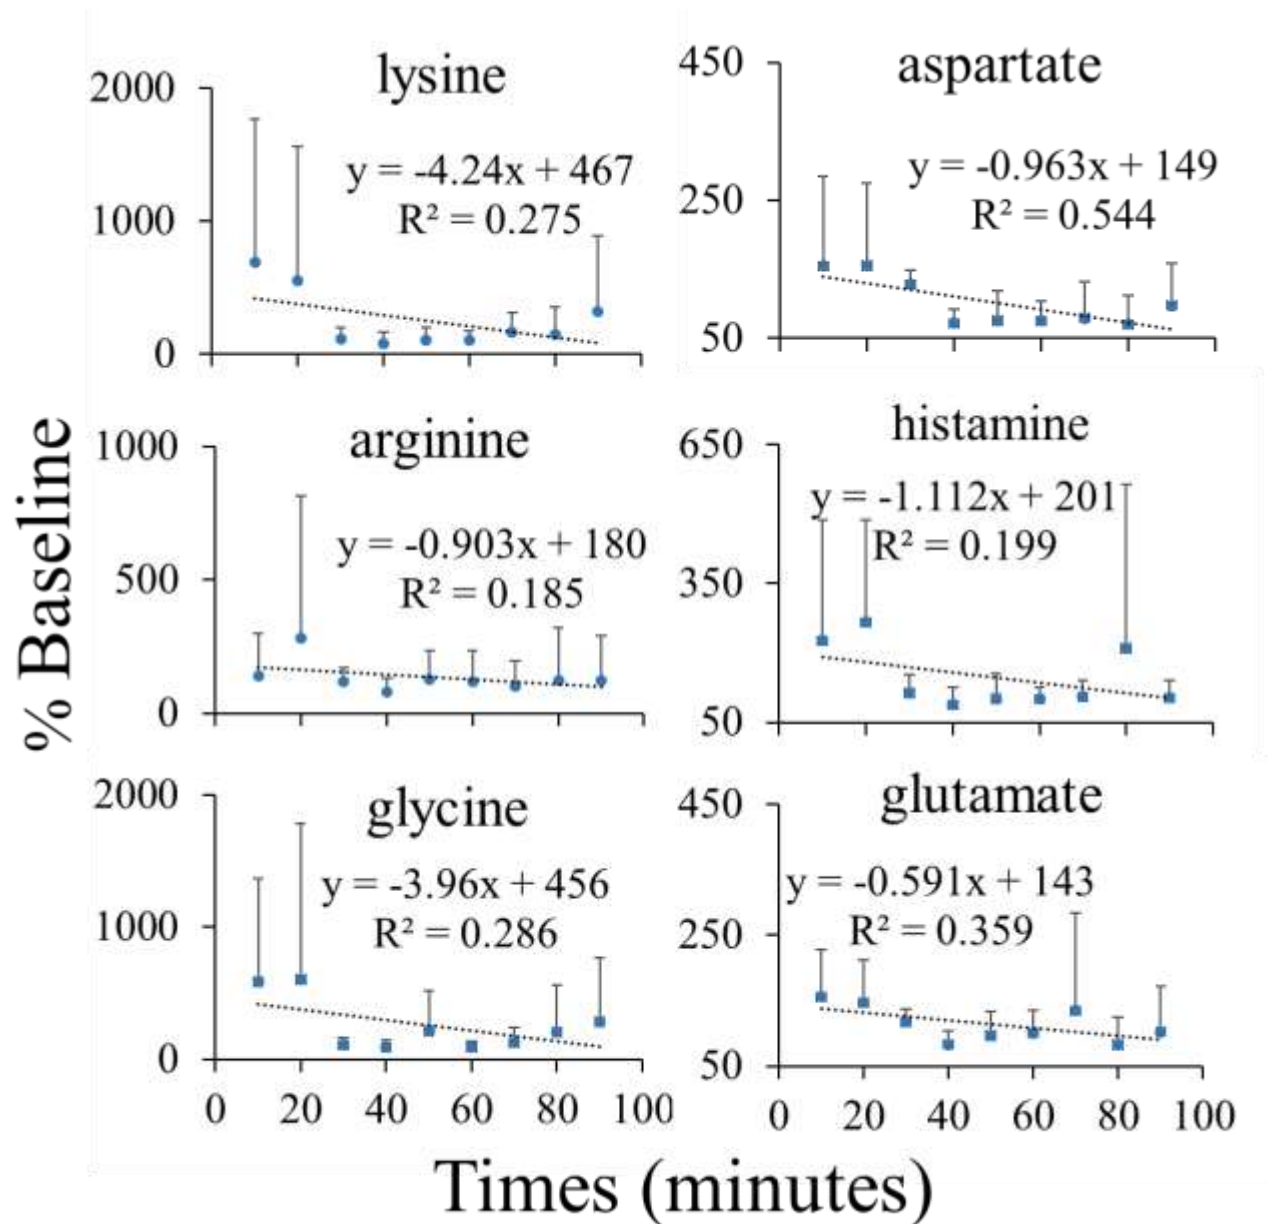 lysine
2000
1000
0
y = -4.24x + 467
R² = 0.275
aspartate
450
250
50
y = -0.963x + 149
R² = 0.544
% Baseline
arginine
1000
500
0
y = -0.903x + 180
R² = 0.185
histamine
650
350
50
y = -1.112x + 201
R² = 0.199
glycine
2000
1000
0
y = -3.96x + 456
R² = 0.286
0 20 40 60 80 100
glutamate
450
250
50
y = -0.591x + 143
R² = 0.359
0 20 40 60 80 100
Times (minutes)